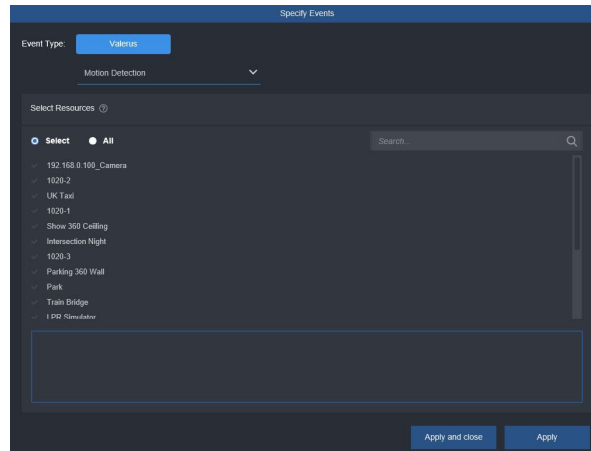 Specify Events
Event Type: Valerus
Motion Detection
Select Resources ?
Select All Search...
192.168.0.100_Camera
1020-2
UK Taxi
1020-1
Show 360 Ceiling
Intersection Night
1020-3
Parking 360 Wall
Park
Train Bridge
LPR Simulator
Apply and close Apply